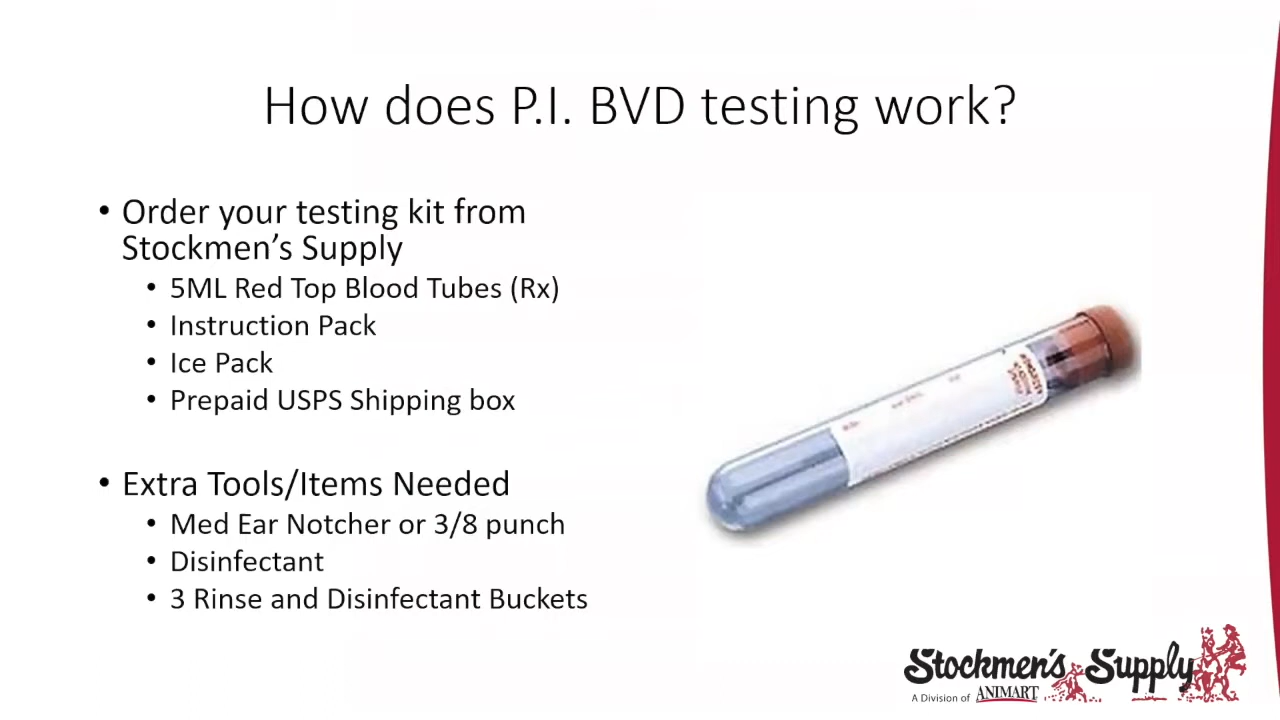 How does P.I. BVD testing work?
• Order your testing kit from
Stockmen's Supply
• 5ML Red Top Blood Tubes (Rx)
• Instruction Pack
• Ice Pack
• Prepaid USPS Shipping box
• Extra Tools/Items Needed
• Med Ear Notcher or 3/8 punch
• Disinfectant
• 3 Rinse and Disinfectant Buckets
Stockmen's Supply
A Division of ANIMART